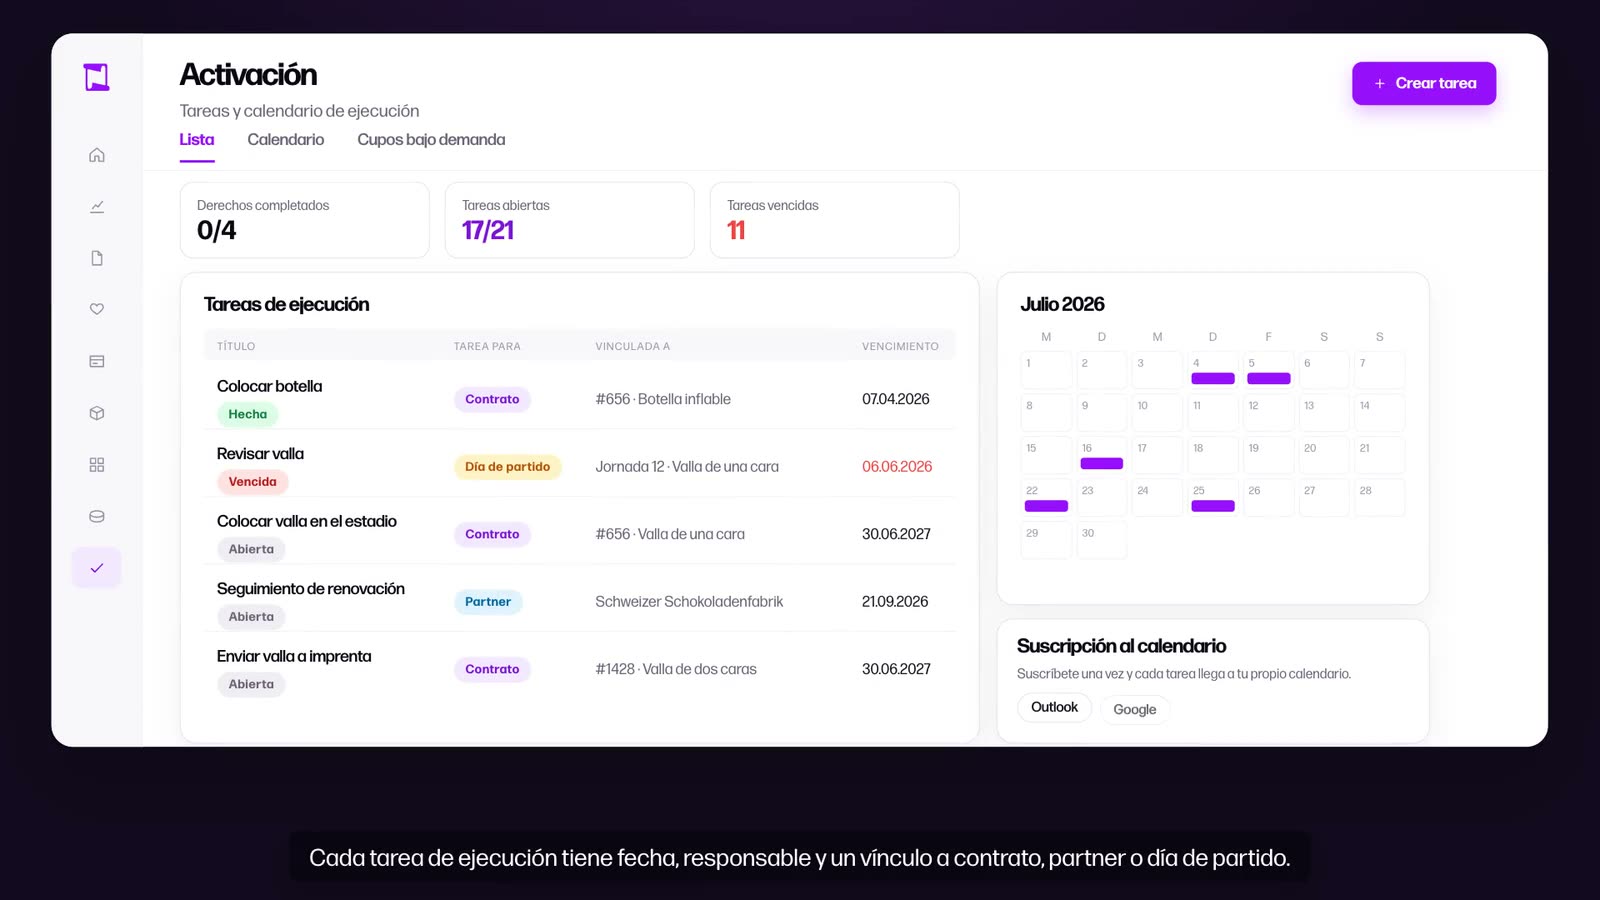 Activación
Tareas y calendario de ejecución
+ Crear tarea
Lista Calendario Cupos bajo demanda
Derechos completados
0/4
Tareas abiertas
17/21
Tareas vencidas
11
Tareas de ejecución
TÍTULO TAREA PARA VINCULADA A VENCIMIENTO
Colocar botella
Hecha
Contrato #656 · Botella inflable 07.04.2026
Revisar valla
Vencida
Día de partido Jornada 12 · Valla de una cara 06.06.2026
Colocar valla en el estadio
Abierta
Contrato #656 · Valla de una cara 30.06.2027
Seguimiento de renovación
Abierta
Partner Schweizer Schokoladenfabrik 21.09.2026
Enviar valla a imprenta
Abierta
Contrato #1428 · Valla de dos caras 30.06.2027
Julio 2026
M D M D F S S
1 2 3 4 5 6 7
8 9 10 11 12 13 14
15 16 17 18 19 20 21
22 23 24 25 26 27 28
29 30
Suscripción al calendario
Suscríbete una vez y cada tarea llega a tu propio calendario.
Outlook Google
Cada tarea de ejecución tiene fecha, responsable y un vínculo a contrato, partner o día de partido.